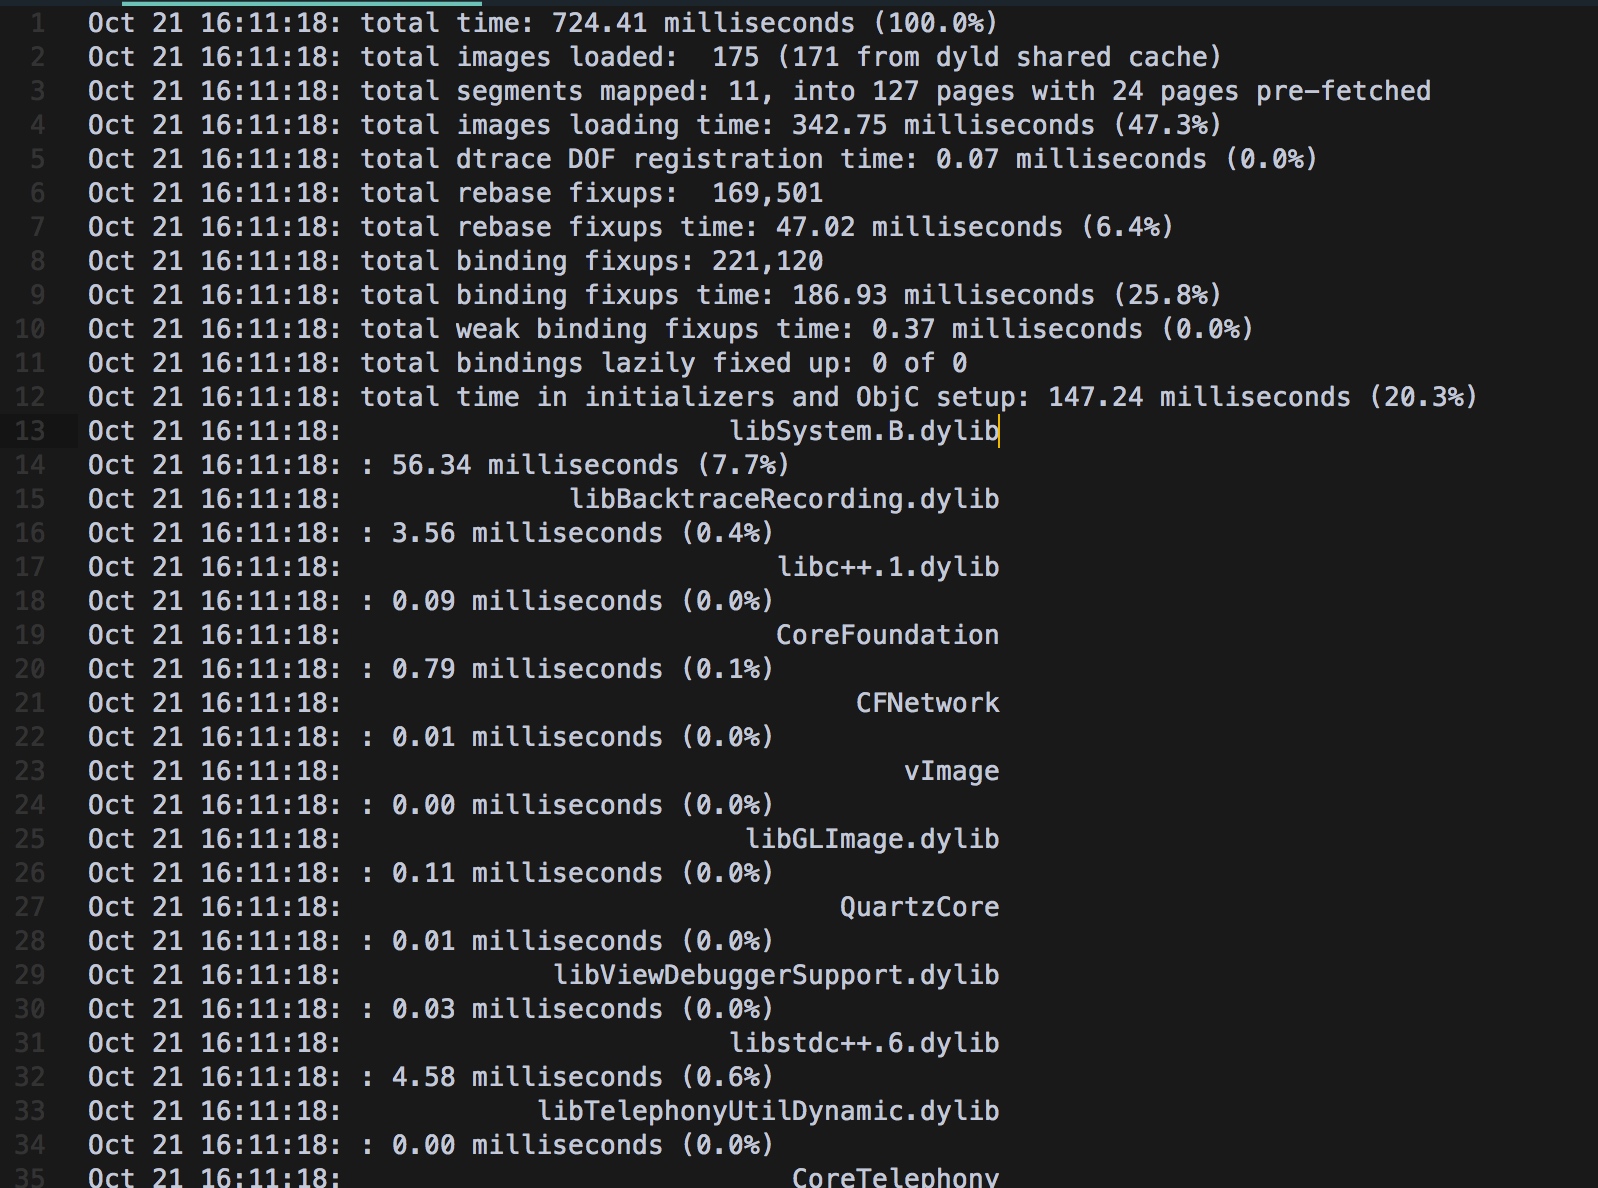 1 Oct 21 16:11:18: total time: 724.41 milliseconds (100.0%)
2 Oct 21 16:11:18: total images loaded:  175 (171 from dyld shared cache)
3 Oct 21 16:11:18: total segments mapped: 11, into 127 pages with 24 pages pre-fetched
4 Oct 21 16:11:18: total images loading time: 342.75 milliseconds (47.3%)
5 Oct 21 16:11:18: total dtrace DOF registration time: 0.07 milliseconds (0.0%)
6 Oct 21 16:11:18: total rebase fixups:  169,501
7 Oct 21 16:11:18: total rebase fixups time: 47.02 milliseconds (6.4%)
8 Oct 21 16:11:18: total binding fixups: 221,120
9 Oct 21 16:11:18: total binding fixups time: 186.93 milliseconds (25.8%)
10 Oct 21 16:11:18: total weak binding fixups time: 0.37 milliseconds (0.0%)
11 Oct 21 16:11:18: total bindings lazily fixed up: 0 of 0
12 Oct 21 16:11:18: total time in initializers and ObjC setup: 147.24 milliseconds (20.3%)
13 Oct 21 16:11:18: libSystem.B.dylib
14 Oct 21 16:11:18: : 56.34 milliseconds (7.7%)
15 Oct 21 16:11:18: libBacktraceRecording.dylib
16 Oct 21 16:11:18: : 3.56 milliseconds (0.4%)
17 Oct 21 16:11:18: libc++.1.dylib
18 Oct 21 16:11:18: : 0.09 milliseconds (0.0%)
19 Oct 21 16:11:18: CoreFoundation
20 Oct 21 16:11:18: : 0.79 milliseconds (0.1%)
21 Oct 21 16:11:18: CFNetwork
22 Oct 21 16:11:18: : 0.01 milliseconds (0.0%)
23 Oct 21 16:11:18: vImage
24 Oct 21 16:11:18: : 0.00 milliseconds (0.0%)
25 Oct 21 16:11:18: libGLImage.dylib
26 Oct 21 16:11:18: : 0.11 milliseconds (0.0%)
27 Oct 21 16:11:18: QuartzCore
28 Oct 21 16:11:18: : 0.01 milliseconds (0.0%)
29 Oct 21 16:11:18: libViewDebuggerSupport.dylib
30 Oct 21 16:11:18: : 0.03 milliseconds (0.0%)
31 Oct 21 16:11:18: libstdc++.6.dylib
32 Oct 21 16:11:18: : 4.58 milliseconds (0.6%)
33 Oct 21 16:11:18: libTelephonyUtilDynamic.dylib
34 Oct 21 16:11:18: : 0.00 milliseconds (0.0%)
35 Oct 21 16:11:18: CoreTelephony